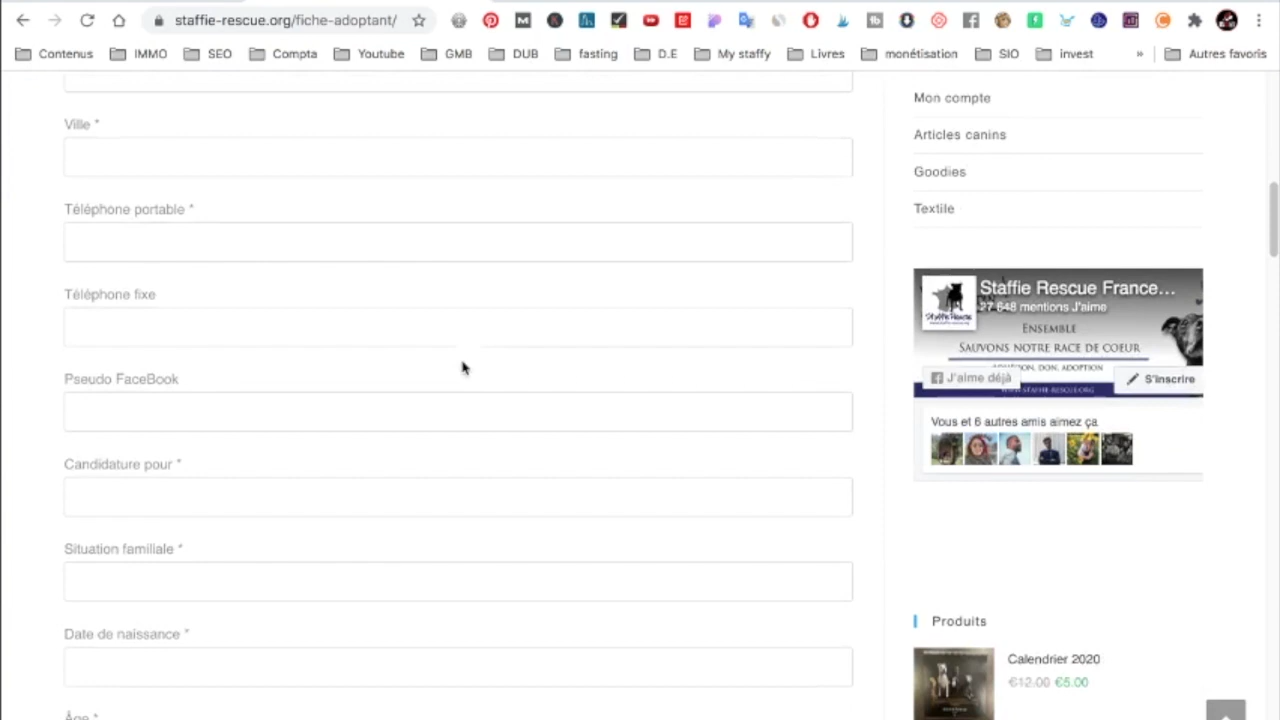 staffie-rescue.org/fiche-adoptant/
Contenus IMMO SEO Compta Youtube GMB DUB fasting D.E My staffy Livres monétisation SIO invest » Autres favoris
Ville *
Téléphone portable *
Téléphone fixe
Pseudo FaceBook
Candidature pour *
Situation familiale *
Date de naissance *
Âge *
Mon compte
Articles canins
Goodies
Textile
Staffie Rescue France...
27 648 mentions J'aime
ENSEMBLE
SAUVONS NOTRE RACE DE COEUR
DON, ADOPTION
J'aime déjà
S'inscrire
Vous et 6 autres amis aimez ça
Produits
Calendrier 2020
€12.00 €5.00